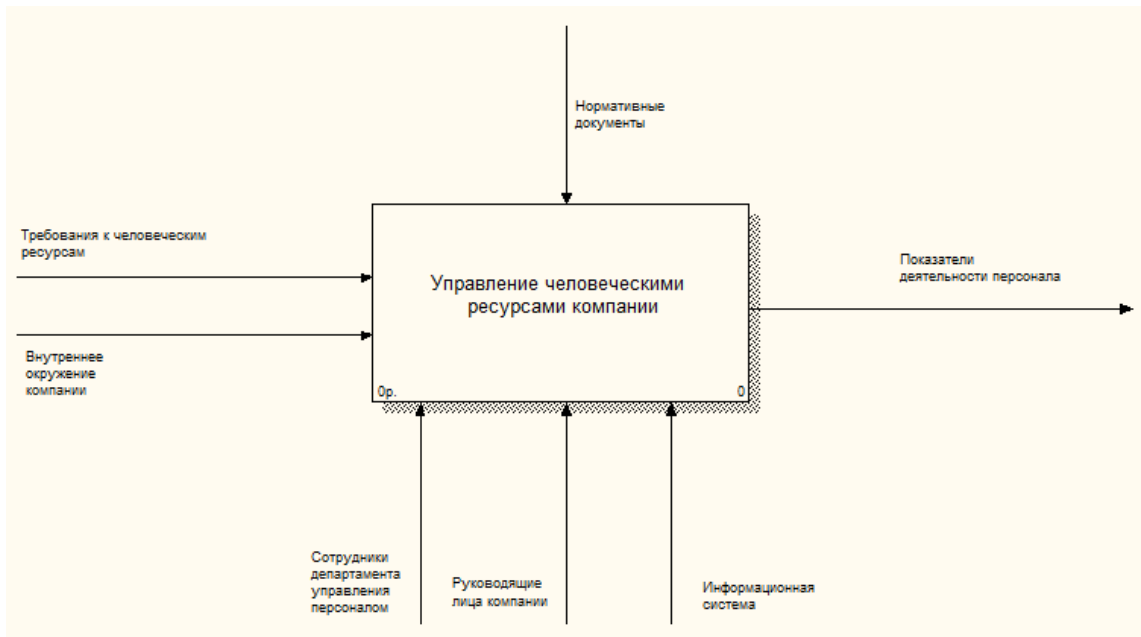 Нормативные
документы
Требования к человеческим
ресурсам
Управление человеческими
ресурсами компании
Показатели
деятельности персонала
Внутреннее
окружение
компании
0р.
0
Сотрудники
департамента
управления
персоналом
Руководящие
лица компании
Информационная
система